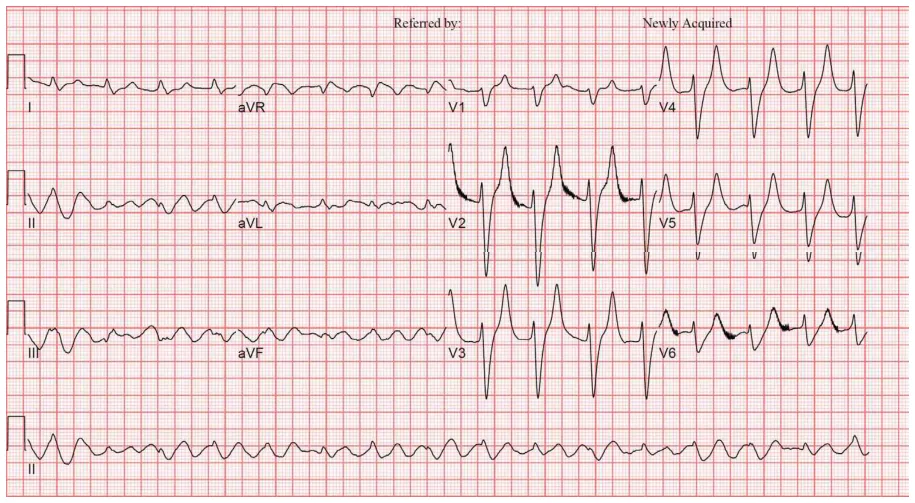 Referred by: Newly Acquired
I aVR V1 V4
II aVL V2 V5
III aVF V3 V6
II